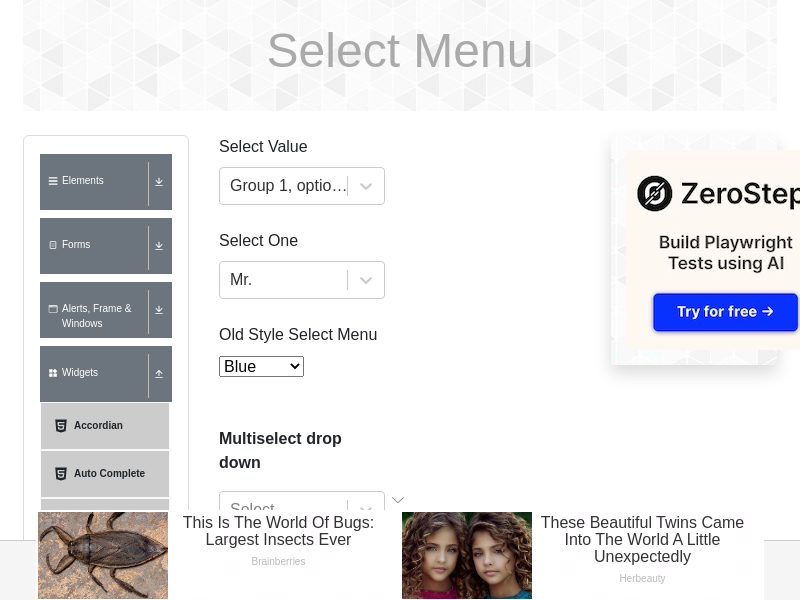 Select Menu
Elements
Forms
Alerts, Frame &
Windows
Widgets
Accordian
Auto Complete
Select Value
Group 1, optio...
Select One
Mr.
Old Style Select Menu
Blue
Multiselect drop
down
Select...
ZeroStep
Build Playwright
Tests using AI
Try for free →
This Is The World Of Bugs:
Largest Insects Ever
Brainberries
These Beautiful Twins Came
Into The World A Little
Unexpectedly
Herbeauty